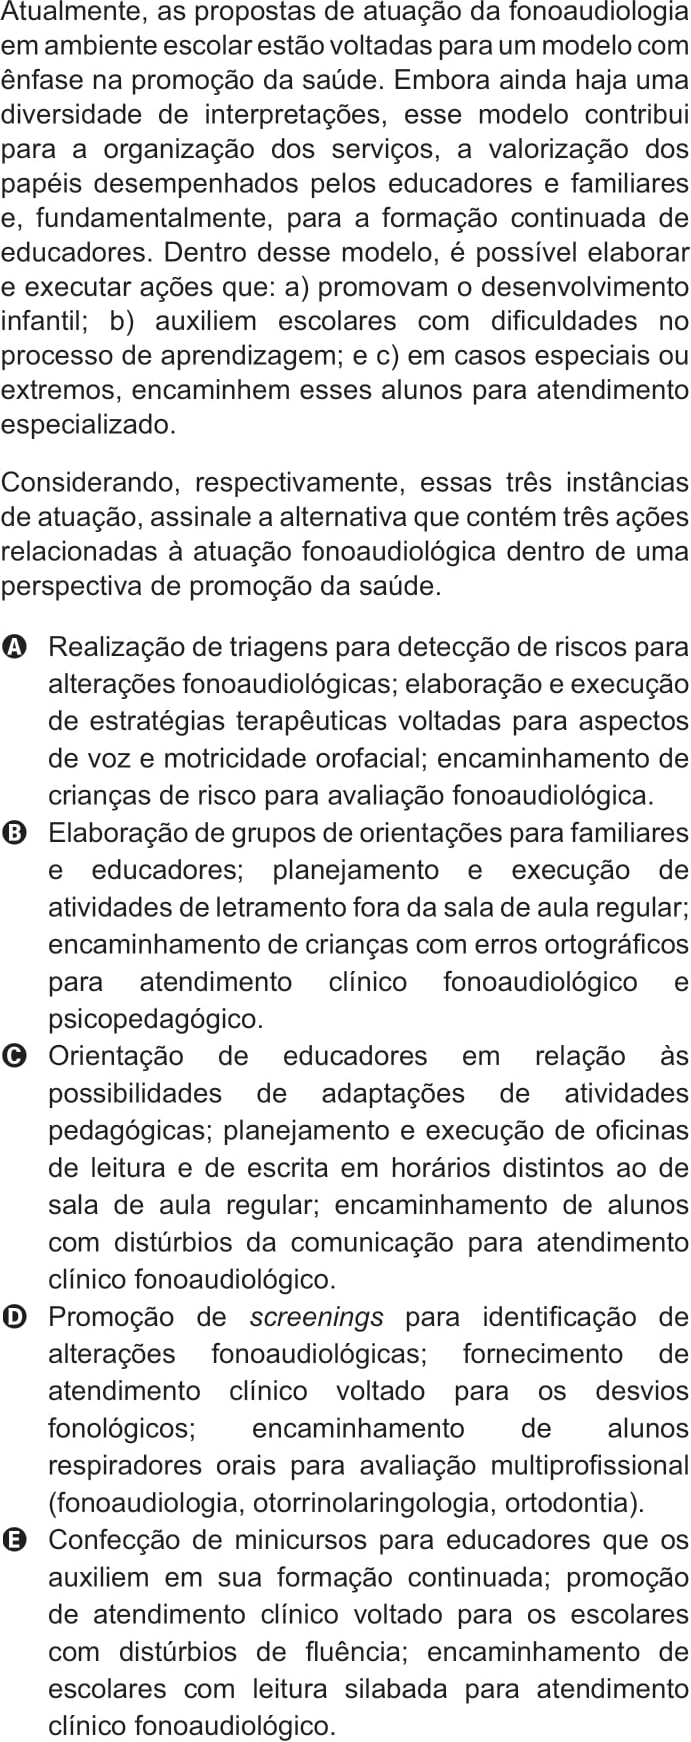 Atualmente, as propostas de atuação da fonoaudiologia
em ambiente escolar estão voltadas para um modelo com
ênfase na promoção da saúde. Embora ainda haja uma
diversidade de interpretações, esse modelo contribui
para a organização dos serviços, a valorização dos
papéis desempenhados pelos educadores e familiares
e, fundamentalmente, para a formação continuada de
educadores. Dentro desse modelo, é possível elaborar
e executar ações que: a) promovam o desenvolvimento
infantil; b) auxiliem escolares com dificuldades no
processo de aprendizagem; e c) em casos especiais ou
extremos, encaminhem esses alunos para atendimento
especializado.
Considerando, respectivamente, essas três instâncias
de atuação, assinale a alternativa que contém três ações
relacionadas à atuação fonoaudiológica dentro de uma
perspectiva de promoção da saúde.
A Realização de triagens para detecção de riscos para
alterações fonoaudiológicas; elaboração e execução
de estratégias terapêuticas voltadas para aspectos
de voz e motricidade orofacial; encaminhamento de
crianças de risco para avaliação fonoaudiológica.
B Elaboração de grupos de orientações para familiares
e educadores; planejamento e execução de
atividades de letramento fora da sala de aula regular;
encaminhamento de crianças com erros ortográficos
para atendimento clínico fonoaudiológico e
psicopedagógico.
C Orientação de educadores em relação às
possibilidades de adaptações de atividades
pedagógicas; planejamento e execução de oficinas
de leitura e de escrita em horários distintos ao de
sala de aula regular; encaminhamento de alunos
com distúrbios da comunicação para atendimento
clínico fonoaudiológico.
D Promoção de screenings para identificação de
alterações fonoaudiológicas; fornecimento de
atendimento clínico voltado para os desvios
fonológicos; encaminhamento de alunos
respiradores orais para avaliação multiprofissional
(fonoaudiologia, otorrinolaringologia, ortodontia).
E Confecção de minicursos para educadores que os
auxiliem em sua formação continuada; promoção
de atendimento clínico voltado para os escolares
com distúrbios de fluência; encaminhamento de
escolares com leitura silabada para atendimento
clínico fonoaudiológico.